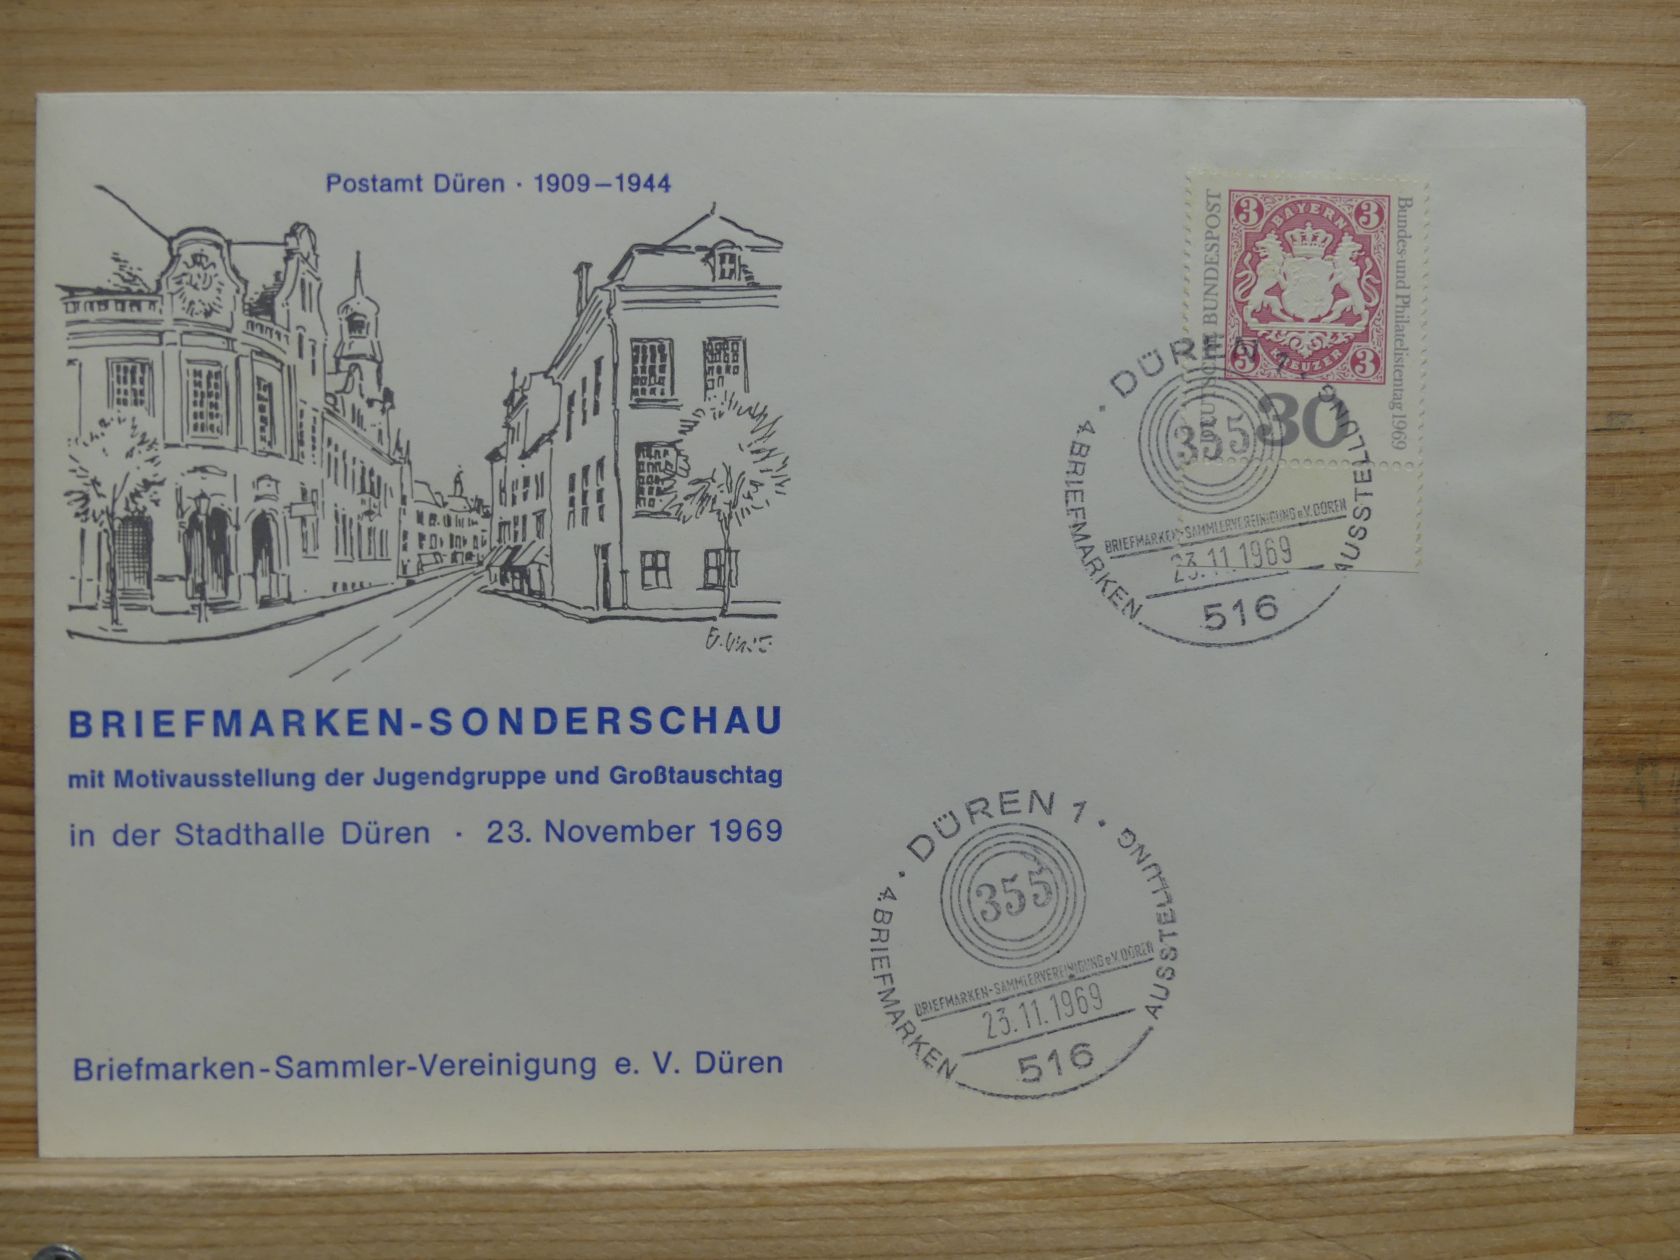 Postamt Düren · 1909–1944
BRIEFMARKEN-SONDERSCHAU
mit Motivausstellung der Jugendgruppe und Großtauschtag
in der Stadthalle Düren · 23. November 1969
Briefmarken-Sammler-Vereinigung e. V. Düren
DEUTSCHE BUNDESPOST
3 BAYERN 3
3 KREUZER 3
30
Bundes- und Philatelistentag 1969
· DÜREN 1 ·
4. BRIEFMARKEN
AUSSTELLUNG
355
BRIEFMARKEN-SAMMLERVEREINIGUNG e.V. DÜREN
23.11.1969
516
· DÜREN 1 ·
4. BRIEFMARKEN
AUSSTELLUNG
355
BRIEFMARKEN-SAMMLERVEREINIGUNG e.V. DÜREN
23.11.1969
516